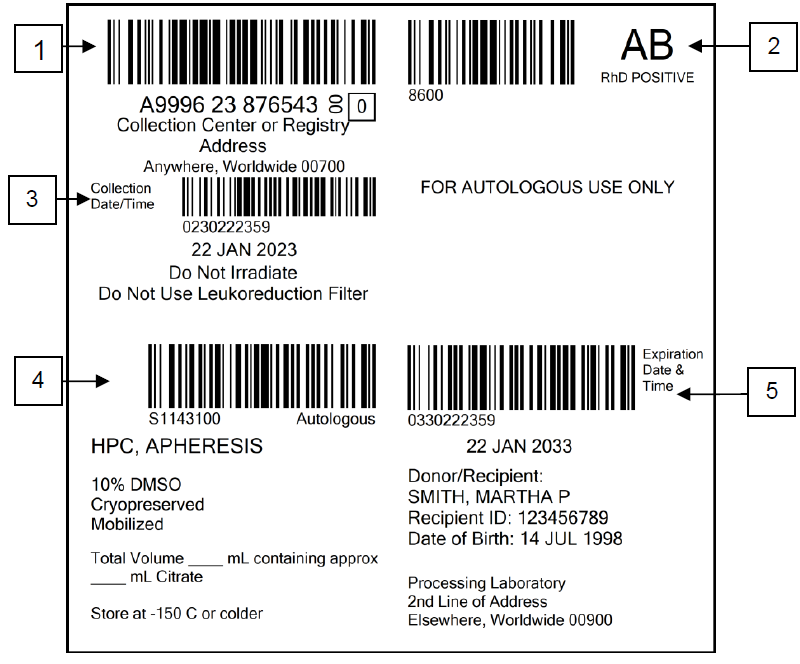 1
A9996 23 876543 00 0
Collection Center or Registry
Address
Anywhere, Worldwide 00700
8600
AB
RhD POSITIVE
2
3
Collection
Date/Time
0230222359
22 JAN 2023
Do Not Irradiate
Do Not Use Leukoreduction Filter
FOR AUTOLOGOUS USE ONLY
4
S1143100 Autologous
HPC, APHERESIS
10% DMSO
Cryopreserved
Mobilized
Total Volume ____ mL containing approx
____ mL Citrate
Store at -150 C or colder
Expiration
Date &
Time
5
0330222359
22 JAN 2033
Donor/Recipient:
SMITH, MARTHA P
Recipient ID: 123456789
Date of Birth: 14 JUL 1998
Processing Laboratory
2nd Line of Address
Elsewhere, Worldwide 00900